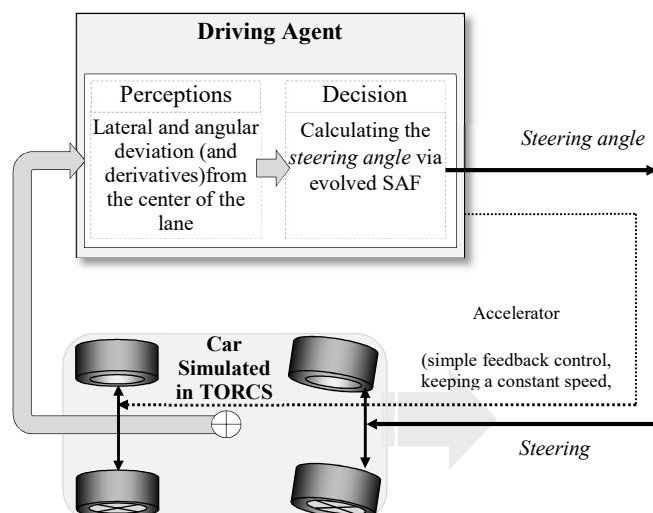 Driving Agent
Perceptions
Lateral and angular
deviation (and
derivatives)from
the center of the
lane
Decision
Calculating the
steering angle via
evolved SAF
Steering angle
Accelerator
(simple feedback control,
keeping a constant speed,
Car
Simulated
in TORCS
Steering